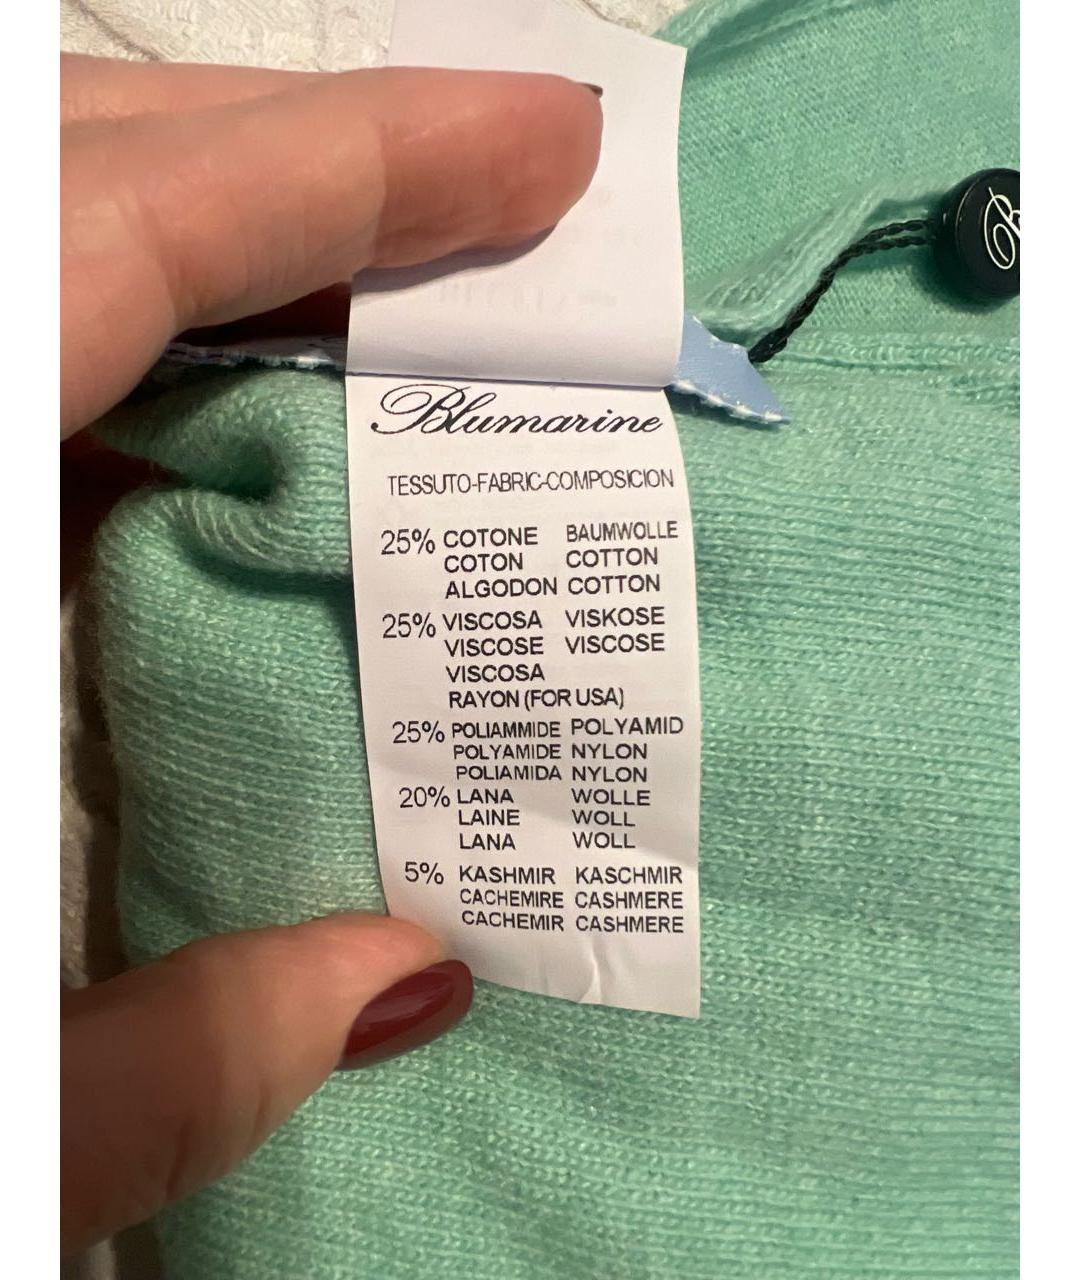 B
Blumarine
TESSUTO-FABRIC-COMPOSICION
25% COTONE BAUMWOLLE
COTON COTTON
ALGODON COTTON
25% VISCOSA VISKOSE
VISCOSE VISCOSE
VISCOSA
RAYON (FOR USA)
25% POLIAMMIDE POLYAMID
POLYAMIDE NYLON
POLIAMIDA NYLON
20% LANA WOLLE
LAINE WOLL
LANA WOLL
5% KASHMIR KASCHMIR
CACHEMIRE CASHMERE
CACHEMIR CASHMERE